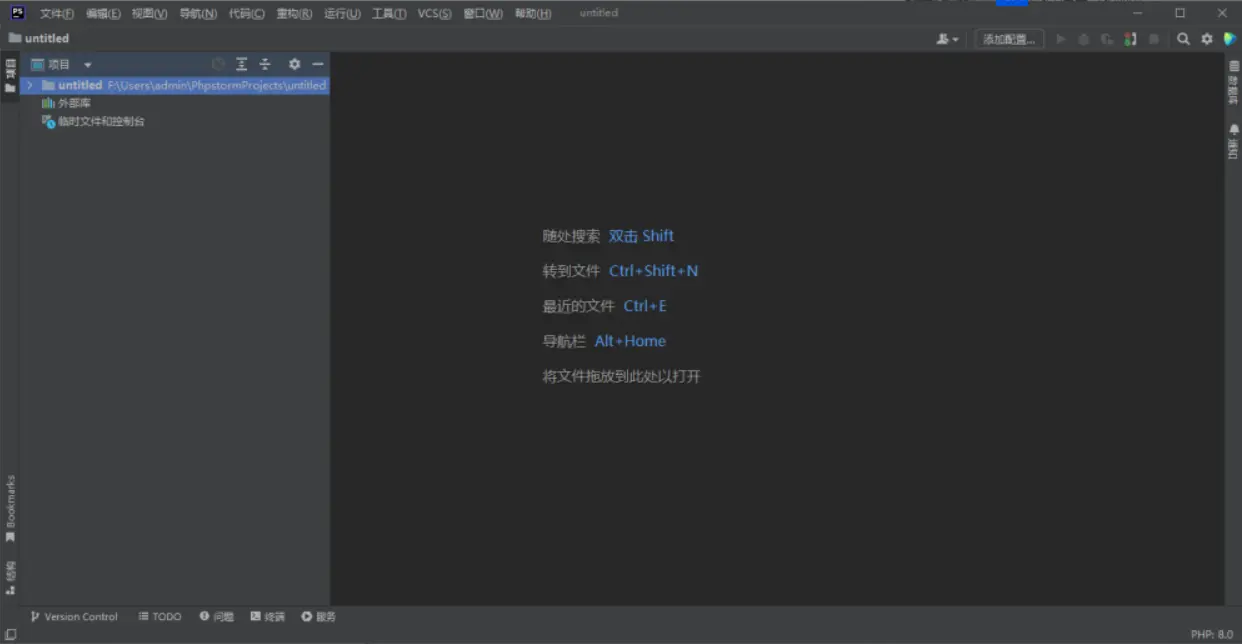 PS 文件(F) 编辑(E) 视图(V) 导航(N) 代码(C) 重构(R) 运行(U) 工具(T) VCS(S) 窗口(W) 帮助(H) untitled
untitled
添加配置...
项目
项目
untitled F:\Users\admin\PhpstormProjects\untitled
外部库
临时文件和控制台
随处搜索 双击 Shift
转到文件 Ctrl+Shift+N
最近的文件 Ctrl+E
导航栏 Alt+Home
将文件拖放到此处以打开
数据库
通知
Bookmarks
结构
Version Control TODO 问题 终端 服务
PHP: 8.0